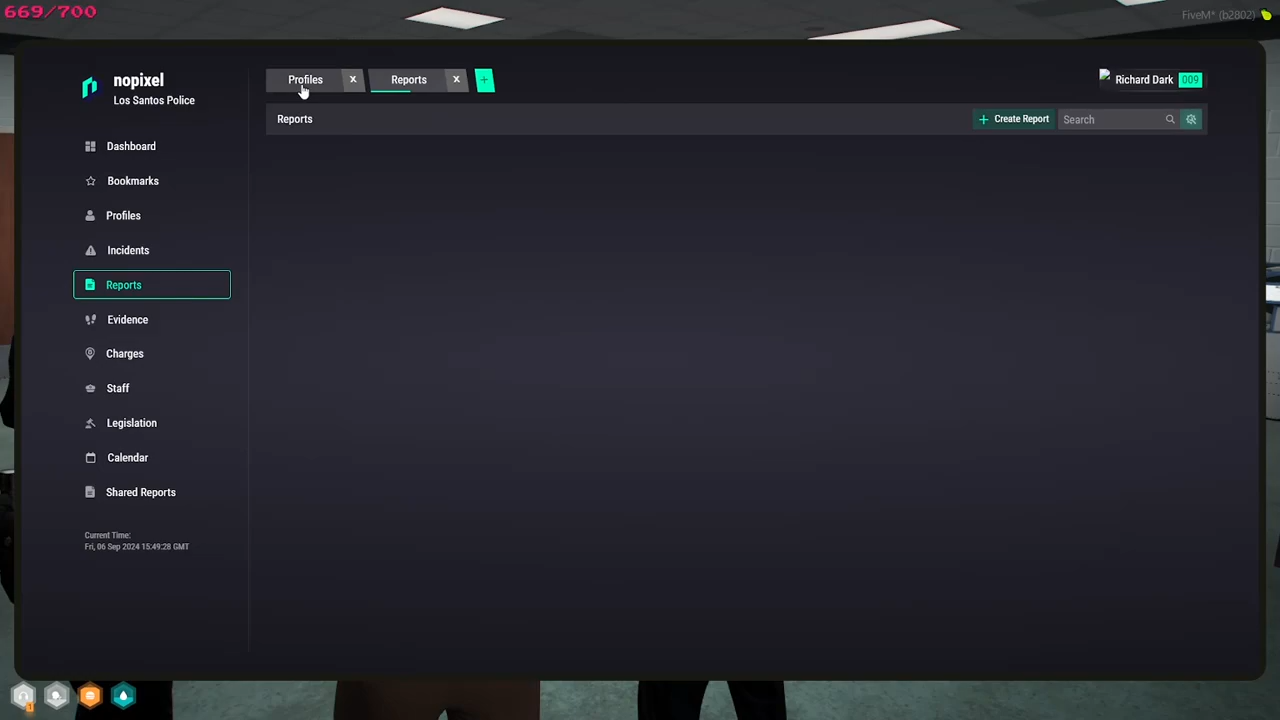 669/700
FiveM* (b2802)
nopixel
Los Santos Police
Profiles x
Reports x
+
Richard Dark 009
Reports
+ Create Report
Search
Dashboard
Bookmarks
Profiles
Incidents
Reports
Evidence
Charges
Staff
Legislation
Calendar
Shared Reports
Current Time:
Fri, 06 Sep 2024 15:49:28 GMT